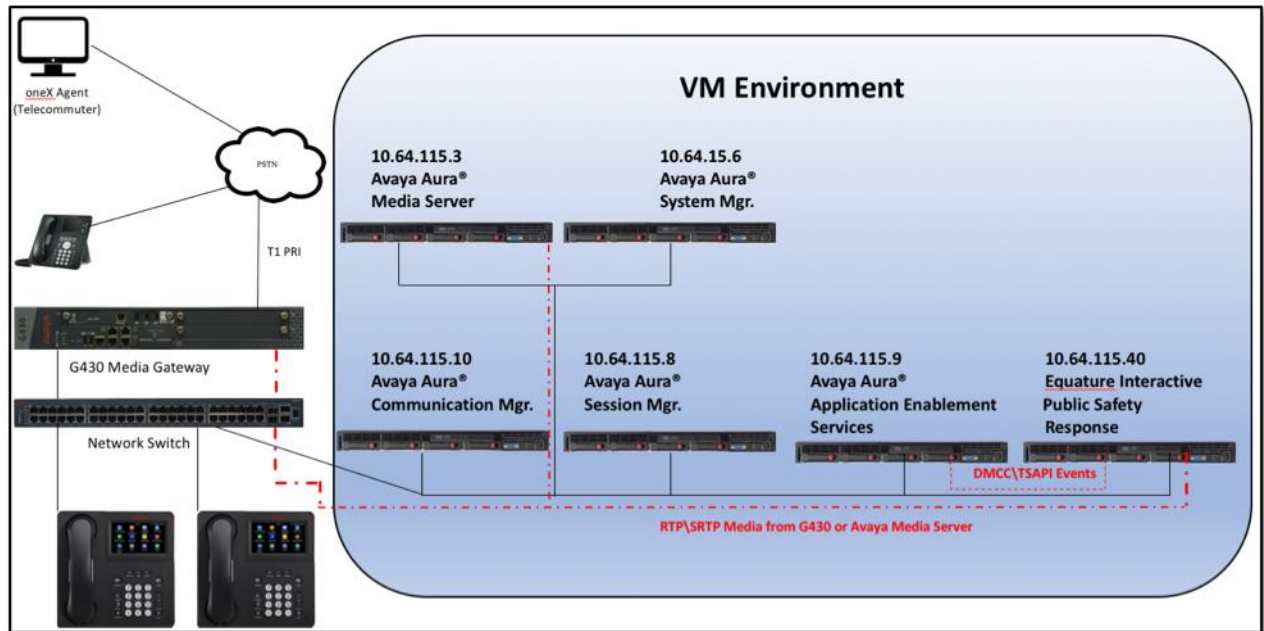 VM Environment
oneX Agent
(Telecommuter)
PSTN
T1 PRI
10.64.115.3
Avaya Aura®
Media Server
10.64.15.6
Avaya Aura®
System Mgr.
G430
G430 Media Gateway
Network Switch
10.64.115.10
Avaya Aura®
Communication Mgr.
10.64.115.8
Avaya Aura®
Session Mgr.
10.64.115.9
Avaya Aura®
Application Enablement
Services
10.64.115.40
Equature Interactive
Public Safety
Response
DMCC\TSAPI Events
RTP\SRTP Media from G430 or Avaya Media Server